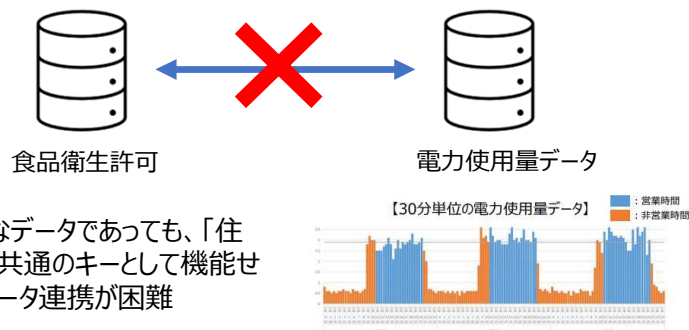 食品衛生許可
電力使用量データ
なデータであっても、「住
共通のキーとして機能せ
ータ連携が困難
【30分単位の電力使用量データ】
：営業時間
：非営業時間